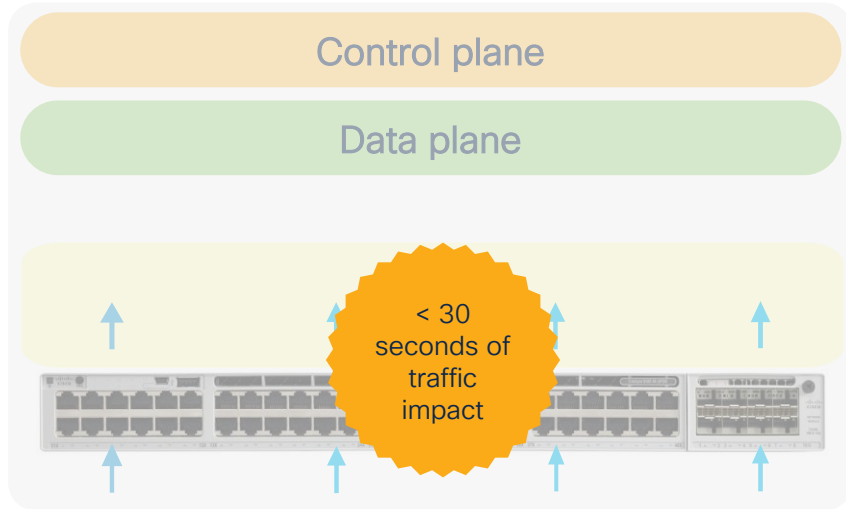 Control plane
Data plane
< 30
seconds of
traffic
impact